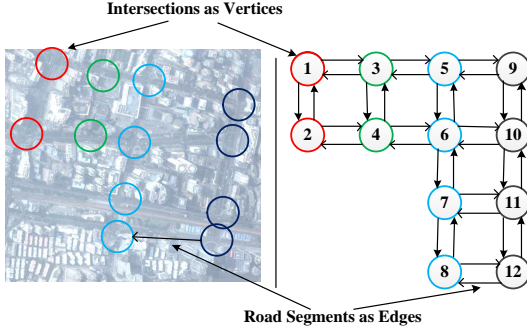 Intersections as Vertices
1 3 5 9
2 4 6 10
7 11
8 12
Road Segments as Edges